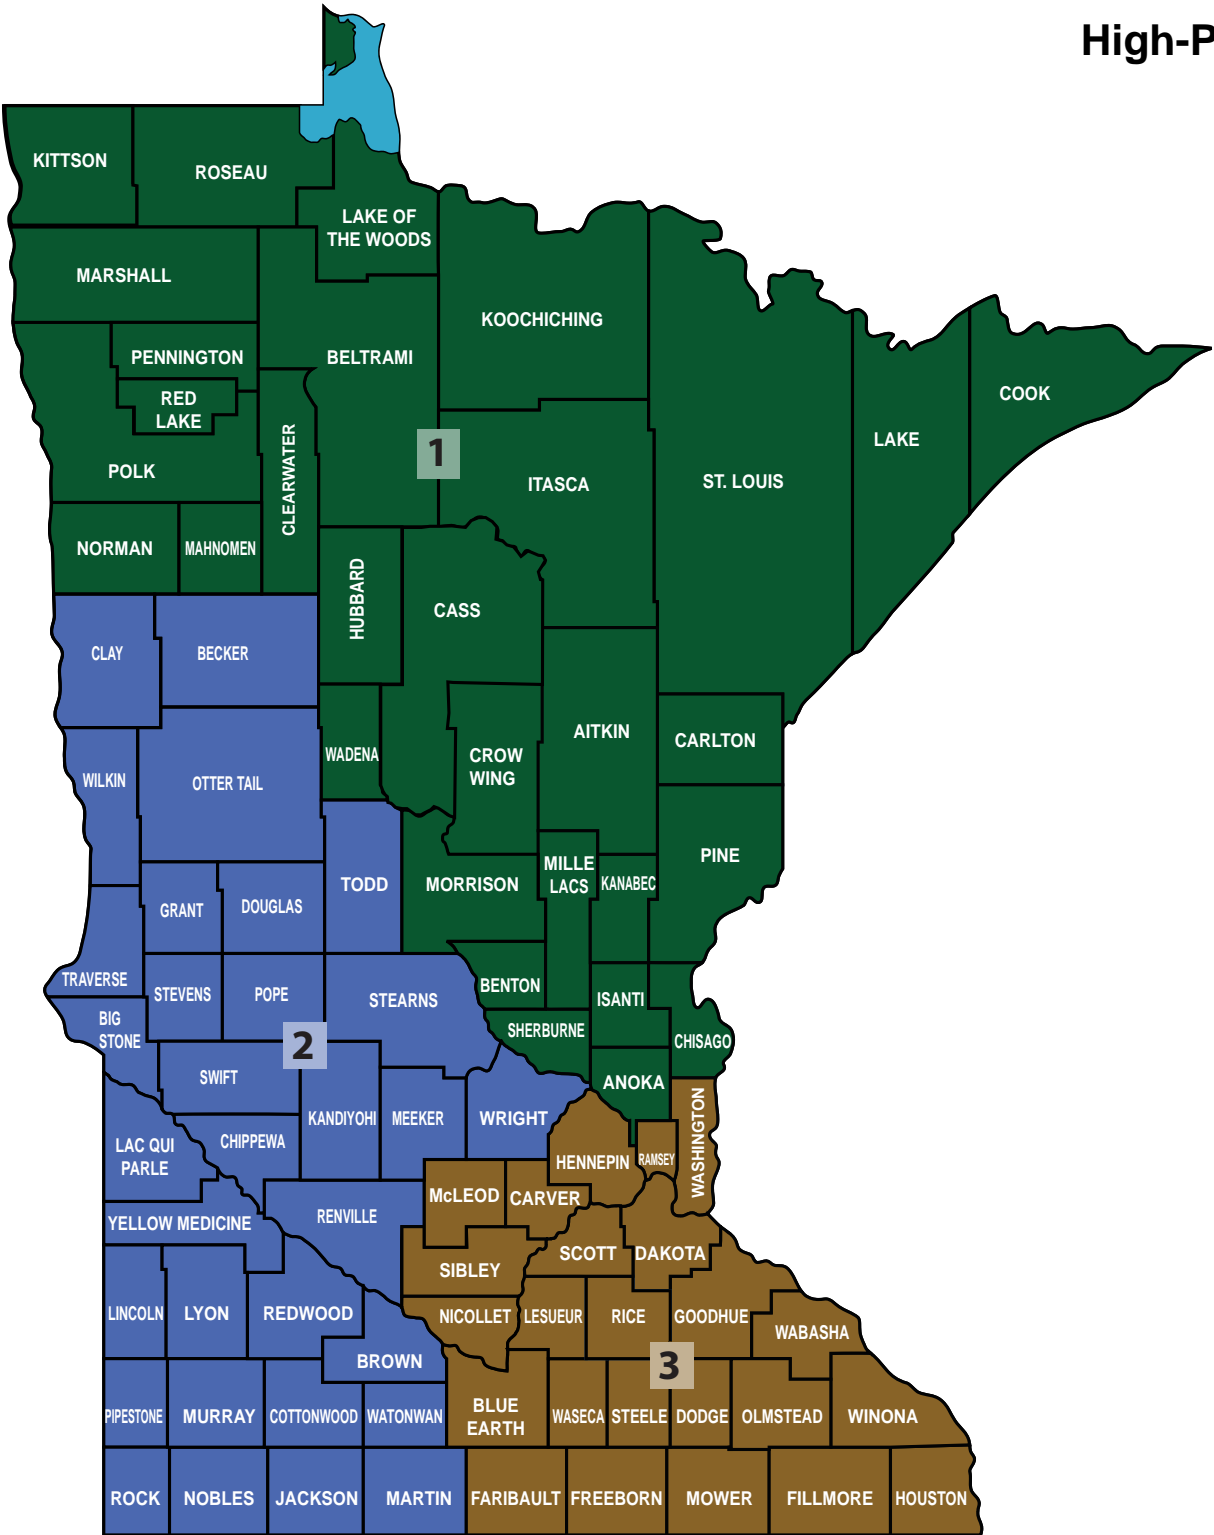 High-P
KITTSON
ROSEAU
LAKE OF
THE WOODS
MARSHALL
KOOCHICHING
PENNINGTON
BELTRAMI
RED
LAKE
COOK
LAKE
POLK
CLEARWATER
1
ITASCA
ST. LOUIS
NORMAN
MAHNOMEN
HUBBARD
CASS
CLAY
BECKER
AITKIN
CARLTON
WADENA
CROW
WING
WILKIN
OTTER TAIL
PINE
MILLE
LACS
KANABEC
TODD
MORRISON
GRANT
DOUGLAS
TRAVERSE
STEVENS
POPE
STEARNS
BENTON
ISANTI
BIG
STONE
2
SHERBURNE
CHISAGO
SWIFT
ANOKA
KANDIYOHI
MEEKER
WRIGHT
WASHINGTON
LAC QUI
PARLE
CHIPPEWA
HENNEPIN
RAMSEY
McLEOD
CARVER
YELLOW MEDICINE
RENVILLE
SCOTT
DAKOTA
SIBLEY
LINCOLN
LYON
REDWOOD
NICOLLET
LESUEUR
RICE
GOODHUE
WABASHA
BROWN
3
PIPESTONE
MURRAY
COTTONWOOD
WATONWAN
BLUE
EARTH
WASECA
STEELE
DODGE
OLMSTEAD
WINONA
ROCK
NOBLES
JACKSON
MARTIN
FARIBAULT
FREEBORN
MOWER
FILLMORE
HOUSTON